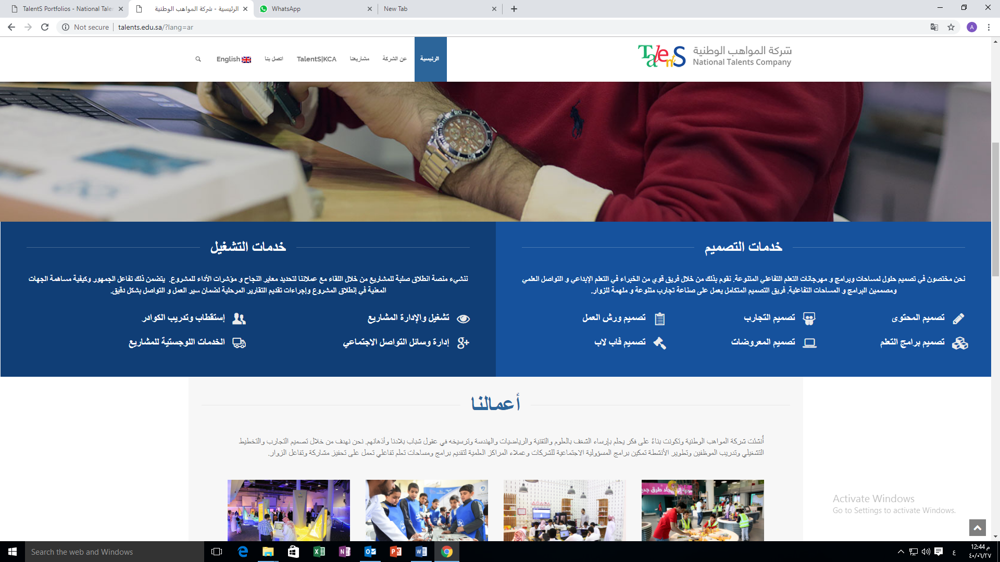 TalentS Portfolios - National Taler
الرئيسية - شركة المواهب الوطنية
WhatsApp
New Tab
Not secure
talents.edu.sa/?lang=ar
A
TalentS
شركة المواهب الوطنية
National Talents Company
الرئيسية
عن الشركة
مشاريعنا
TalentS|KCA
اتصل بنا
English
خدمات التصميم
نحن مختصون في تصميم حلول لمساحات وبرامج و مهرجانات التعلم التفاعلي المتنوعة. نقوم بذلك من خلال فريق قوي من الخبراء في التعلم الإبداعي و التواصل العلمي
ومصممين البرامج و المساحات التفاعلية. فريق التصميم المتكامل يعمل على صناعة تجارب متنوعة و ملهمة للزوار.
تصميم المحتوى
تصميم التجارب
تصميم ورش العمل
تصميم برامج التعلم
تصميم المعروضات
تصميم فاب لاب
خدمات التشغيل
ننشيء منصة انطلاق صلبة للمشاريع من خلال اللقاء مع عملائنا لتحديد معاير النجاح و مؤشرات الأداء للمشروع. يتضمن ذلك تفاعل الجمهور وكيفية مساهمة الجهات
المعنية في إنطلاق المشروع وإجراءات تقديم التقارير المرحلية لضمان سير العمل و التواصل بشكل دقيق.
تشغيل والإدارة المشاريع
إستقطاب وتدريب الكوادر
إدارة وسائل التواصل الاجتماعي
الخدمات اللوجستية للمشاريع
أعمالنا
أُنشئت شركة المواهب الوطنية وتكونت بناءً على فكر يحلم بإرساء الشغف بالعلوم والتقنية والرياضيات والهندسة وترسيخه في عقول شباب بلادنا وأذهانهم. نحن نهدف من خلال تصميم التجارب والتخطيط
التشغيلي وتدريب الموظفين وتطوير الأنشطة تمكين برامج المسؤولية الاجتماعية للشركات وعملاء المراكز العلمية لتقديم برامج ومساحات تعلم تفاعلي تعمل على تحفيز مشاركة وتفاعل الزوار.
Activate Windows
Go to Settings to activate Windows.
Search the web and Windows
ع
12:44 م
٤٠/٠٦/٢٧